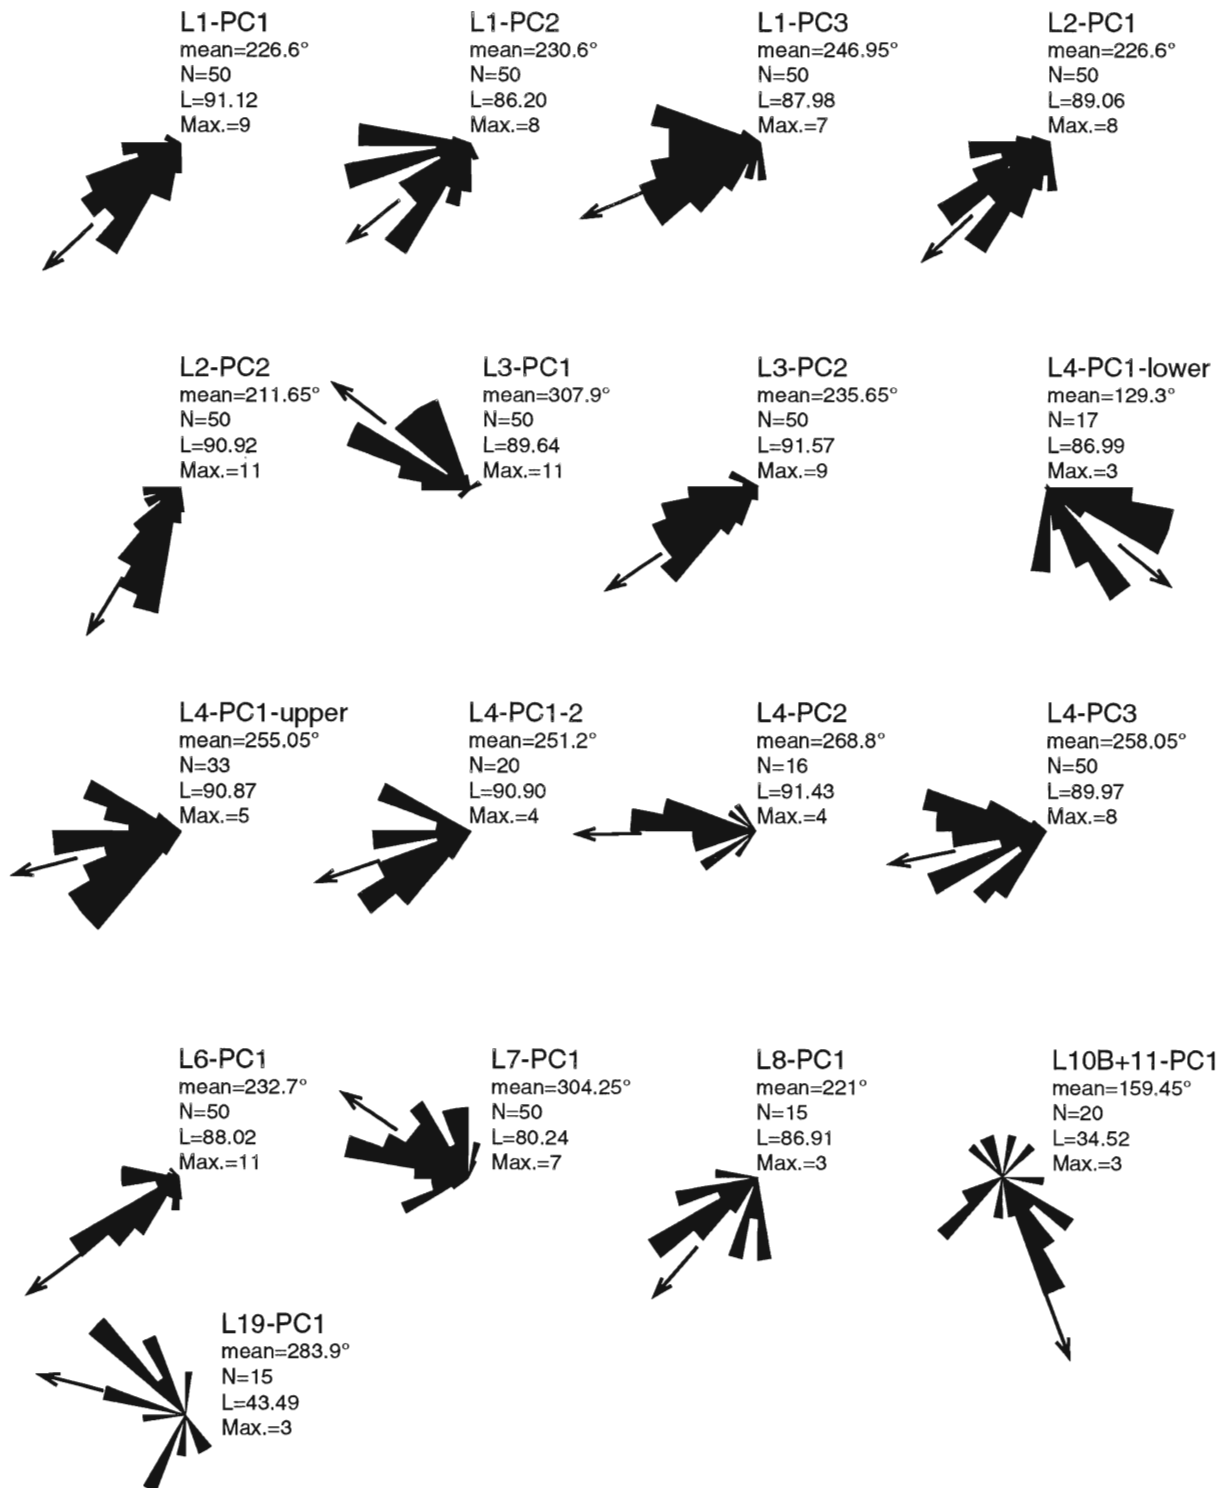 L1-PC1
mean=226.6°
N=50
L=91.12
Max.=9
L1-PC2
mean=230.6°
N=50
L=86.20
Max.=8
L1-PC3
mean=246.95°
N=50
L=87.98
Max.=7
L2-PC1
mean=226.6°
N=50
L=89.06
Max.=8
L2-PC2
mean=211.65°
N=50
L=90.92
Max.=11
L3-PC1
mean=307.9°
N=50
L=89.64
Max.=11
L3-PC2
mean=235.65°
N=50
L=91.57
Max.=9
L4-PC1-lower
mean=129.3°
N=17
L=86.99
Max.=3
L4-PC1-upper
mean=255.05°
N=33
L=90.87
Max.=5
L4-PC1-2
mean=251.2°
N=20
L=90.90
Max.=4
L4-PC2
mean=268.8°
N=16
L=91.43
Max.=4
L4-PC3
mean=258.05°
N=50
L=89.97
Max.=8
L6-PC1
mean=232.7°
N=50
L=88.02
Max.=11
L7-PC1
mean=304.25°
N=50
L=80.24
Max.=7
L8-PC1
mean=221°
N=15
L=86.91
Max.=3
L10B+11-PC1
mean=159.45°
N=20
L=34.52
Max.=3
L19-PC1
mean=283.9°
N=15
L=43.49
Max.=3